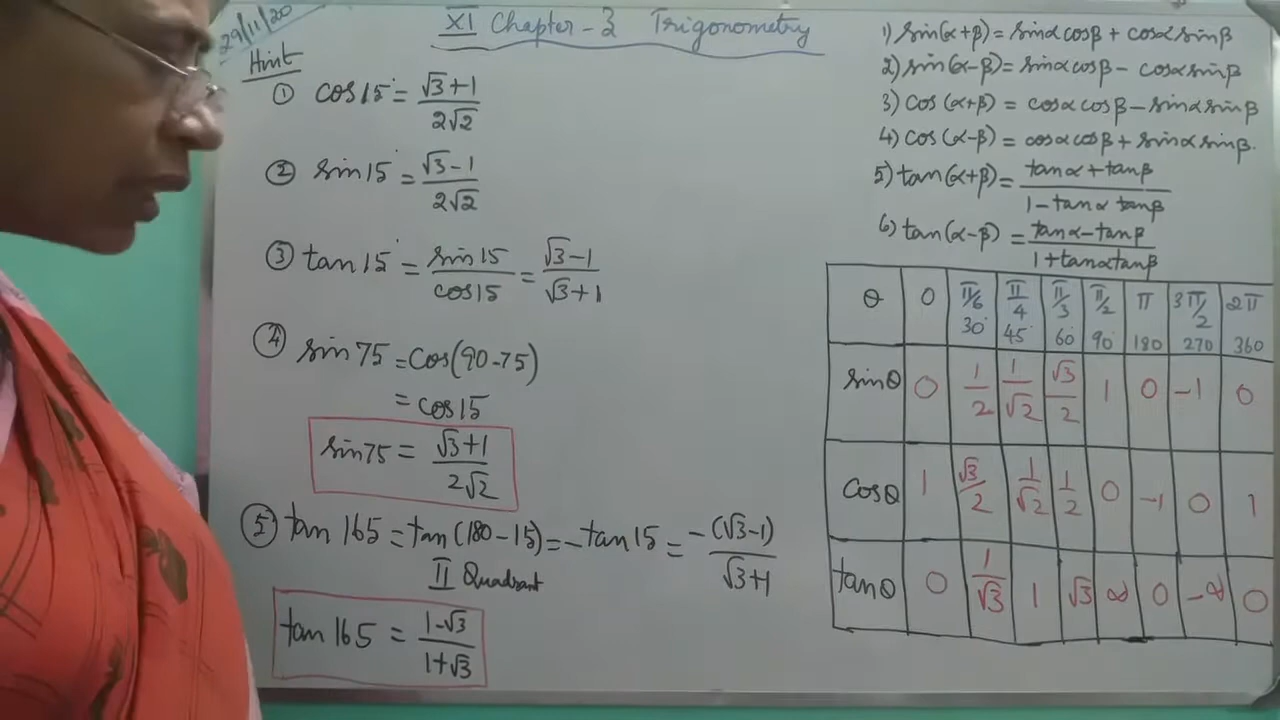 29/11/20
XI Chapter - 3 Trigonometry
Hint
① cos 15° = (√3+1)/(2√2)
② sin 15° = (√3-1)/(2√2)
③ tan 15° = sin 15/cos 15 = (√3-1)/(√3+1)
④ sin 75 = cos(90-75)
= cos 15
sin 75 = (√3+1)/(2√2)
⑤ tan 165 = tan(180-15) = -tan 15 = -(√3-1)/(√3+1)
II Quadrant
tan 165 = (1-√3)/(1+√3)
1) sin(α+β) = sinα cosβ + cosα sinβ
2) sin(α-β) = sinα cosβ - cosα sinβ
3) cos(α+β) = cosα cosβ - sinα sinβ
4) cos(α-β) = cosα cosβ + sinα sinβ.
5) tan(α+β) = (tanα + tanβ)/(1 - tanα tanβ)
6) tan(α-β) = (tanα - tanβ)/(1 + tanα tanβ)
θ 0 π/6 π/4 π/3 π/2 π 3π/2 2π
30° 45° 60° 90° 180 270 360
sinθ 0 1/2 1/√2 √3/2 1 0 -1 0
cosθ 1 √3/2 1/√2 1/2 0 -1 0 1
tanθ 0 1/√3 1 √3 ∞ 0 -∞ 0